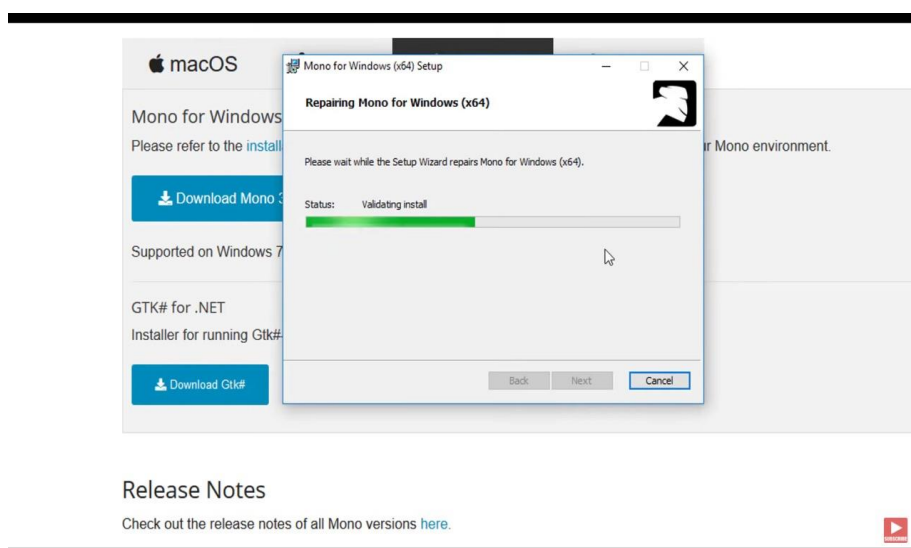 macOS
Mono for Windows (x64) Setup
Repairing Mono for Windows (x64)
Mono for Windows
Please refer to the install
r Mono environment.
Please wait while the Setup Wizard repairs Mono for Windows (x64).
Download Mono
Status: Validating install
Supported on Windows 7
GTK# for .NET
Installer for running Gtk#
Download Gtk#
Back Next Cancel
Release Notes
Check out the release notes of all Mono versions here.
SUBSCRIBE